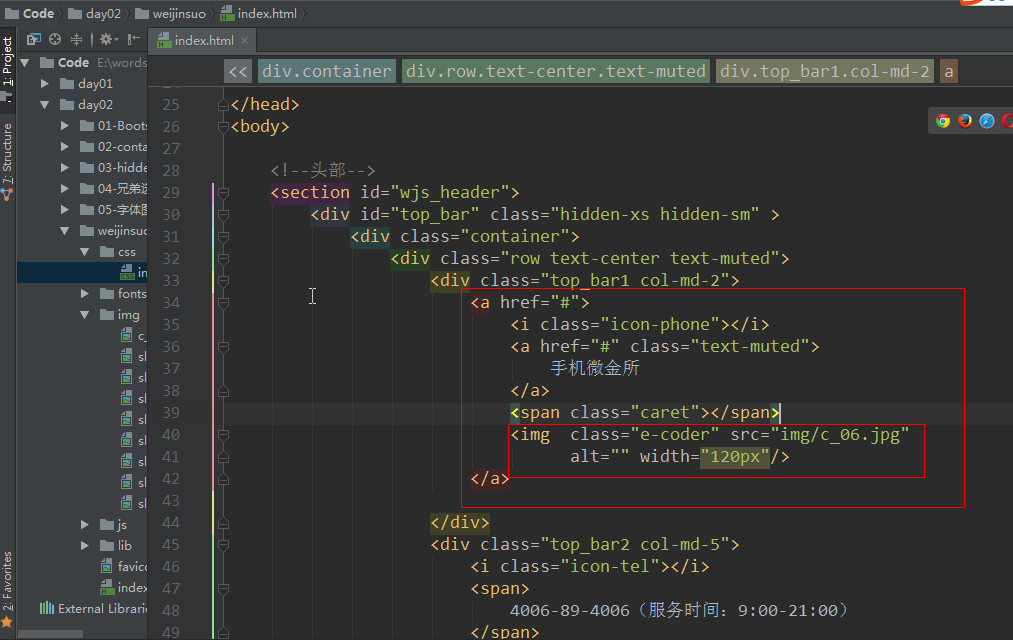 Code day02 weijinsuo index.html
1: Project
7: Structure
2: Favorites
index.html
Code E:\words
day01
day02
01-Boots
02-conta
03-hidde
04-兄弟选
05-字体图
weijinsuo
css
in
fonts
img
c_
sl
sl
sl
sl
sl
sl
sl
sl
js
lib
favico
index
External Librarie
<< div.container div.row.text-center.text-muted div.top_bar1.col-md-2 a
25 </head>
26 <body>
27
28 <!--头部-->
29 <section id="wjs_header">
30 <div id="top_bar" class="hidden-xs hidden-sm" >
31 <div class="container">
32 <div class="row text-center text-muted">
33 <div class="top_bar1 col-md-2">
34 <a href="#">
35 <i class="icon-phone"></i>
36 <a href="#" class="text-muted">
37 手机微金所
38 </a>
39 <span class="caret"></span>
40 <img  class="e-coder" src="img/c_06.jpg"
41 alt="" width="120px"/>
42 </a>
43
44 </div>
45 <div class="top_bar2 col-md-5">
46 <i class="icon-tel"></i>
47 <span>
48 4006-89-4006（服务时间：9:00-21:00）
49 </span>